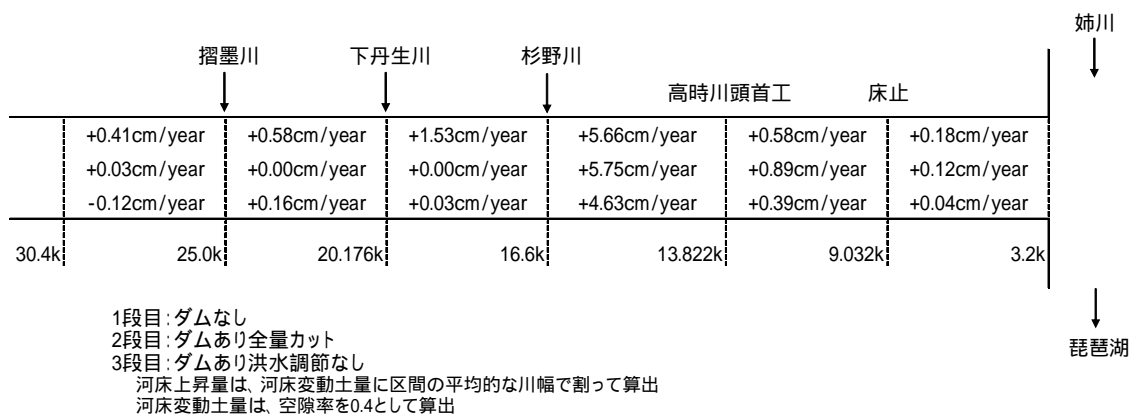 姉川
摺墨川 下丹生川 杉野川
高時川頭首工 床止
+0.41cm/year +0.58cm/year +1.53cm/year +5.66cm/year +0.58cm/year +0.18cm/year
+0.03cm/year +0.00cm/year +0.00cm/year +5.75cm/year +0.89cm/year +0.12cm/year
-0.12cm/year +0.16cm/year +0.03cm/year +4.63cm/year +0.39cm/year +0.04cm/year
30.4k 25.0k 20.176k 16.6k 13.822k 9.032k 3.2k
1段目:ダムなし
2段目:ダムあり全量カット
3段目:ダムあり洪水調節なし
河床上昇量は、河床変動土量に区間の平均的な川幅で割って算出
河床変動土量は、空隙率を0.4として算出
琵琶湖